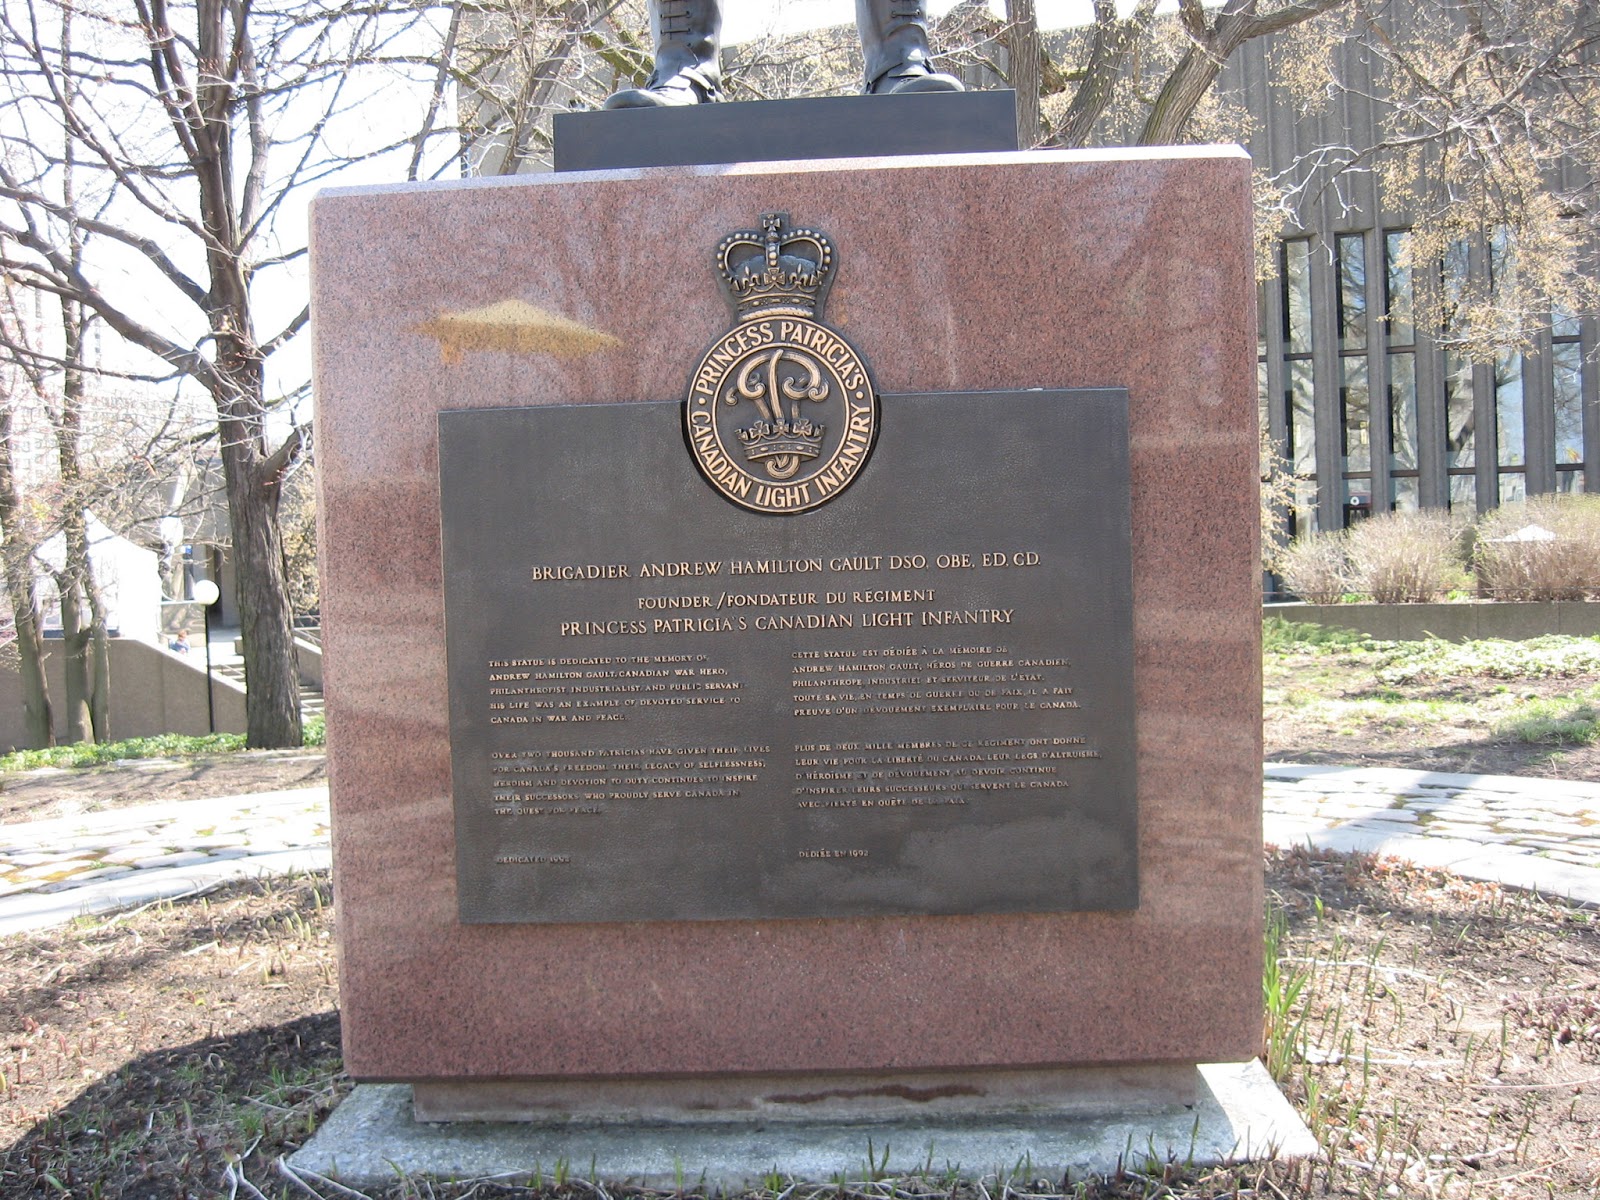 PRINCESS PATRICIA'S
CANADIAN LIGHT INFANTRY
BRIGADIER ANDREW HAMILTON GAULT DSO, OBE, ED, CD.
FOUNDER/FONDATEUR DU RÉGIMENT
PRINCESS PATRICIA'S CANADIAN LIGHT INFANTRY
THIS STATUE IS DEDICATED TO THE MEMORY OF
ANDREW HAMILTON GAULT, CANADIAN WAR HERO,
PHILANTHROPIST INDUSTRIALIST AND PUBLIC SERVANT
HIS LIFE WAS AN EXAMPLE OF DEVOTED SERVICE TO
CANADA IN WAR AND PEACE.
OVER TWO THOUSAND PATRICIAS HAVE GIVEN THEIR LIVES
FOR CANADA'S FREEDOM. THEIR LEGACY OF SELFLESSNESS,
HEROISM AND DEVOTION TO DUTY CONTINUES TO INSPIRE
THEIR SUCCESSORS WHO PROUDLY SERVE CANADA IN
THE QUEST FOR PEACE.
DEDICATED 1992
CETTE STATUE EST DÉDIÉE À LA MÉMOIRE DE
ANDREW HAMILTON GAULT, HÉROS DE GUERRE CANADIEN,
PHILANTHROPE INDUSTRIEL ET SERVITEUR DE L'ÉTAT.
TOUTE SA VIE, EN TEMPS DE GUERRE OU DE PAIX, IL A FAIT
PREUVE D'UN DÉVOUEMENT EXEMPLAIRE POUR LE CANADA.
PLUS DE DEUX MILLE MEMBRES DE CE RÉGIMENT ONT DONNÉ
LEUR VIE POUR LA LIBERTÉ DU CANADA. LEUR LEGS D'ALTRUISME,
D'HÉROÏSME ET DE DÉVOUEMENT AU DEVOIR CONTINUE
D'INSPIRER LEURS SUCCESSEURS QUI SERVENT LE CANADA
AVEC FIERTÉ EN QUÊTE DE LA PAIX.
DÉDIÉE EN 1992